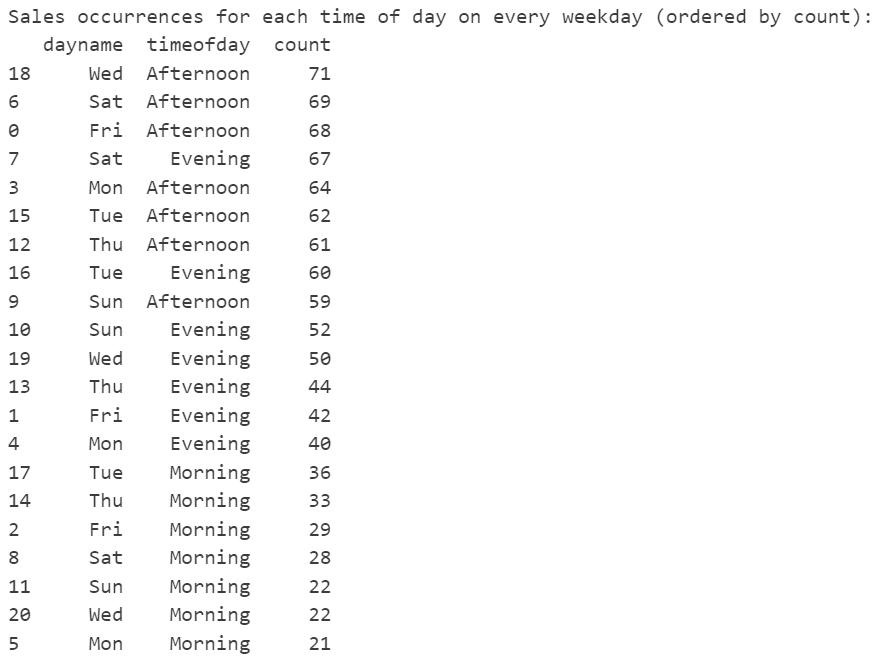 Sales occurrences for each time of day on every weekday (ordered by count):
dayname timeofday count
18 Wed Afternoon 71
6 Sat Afternoon 69
0 Fri Afternoon 68
7 Sat Evening 67
3 Mon Afternoon 64
15 Tue Afternoon 62
12 Thu Afternoon 61
16 Tue Evening 60
9 Sun Afternoon 59
10 Sun Evening 52
19 Wed Evening 50
13 Thu Evening 44
1 Fri Evening 42
4 Mon Evening 40
17 Tue Morning 36
14 Thu Morning 33
2 Fri Morning 29
8 Sat Morning 28
11 Sun Morning 22
20 Wed Morning 22
5 Mon Morning 21